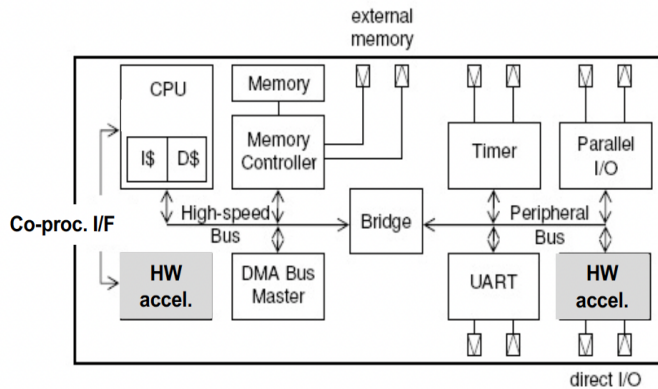 external
memory
CPU
I$ D$
Memory
Memory
Controller
Timer
Parallel
I/O
Co-proc. I/F
High-speed
Bus
Bridge
Peripheral
Bus
HW
accel.
DMA Bus
Master
UART
HW
accel.
direct I/O